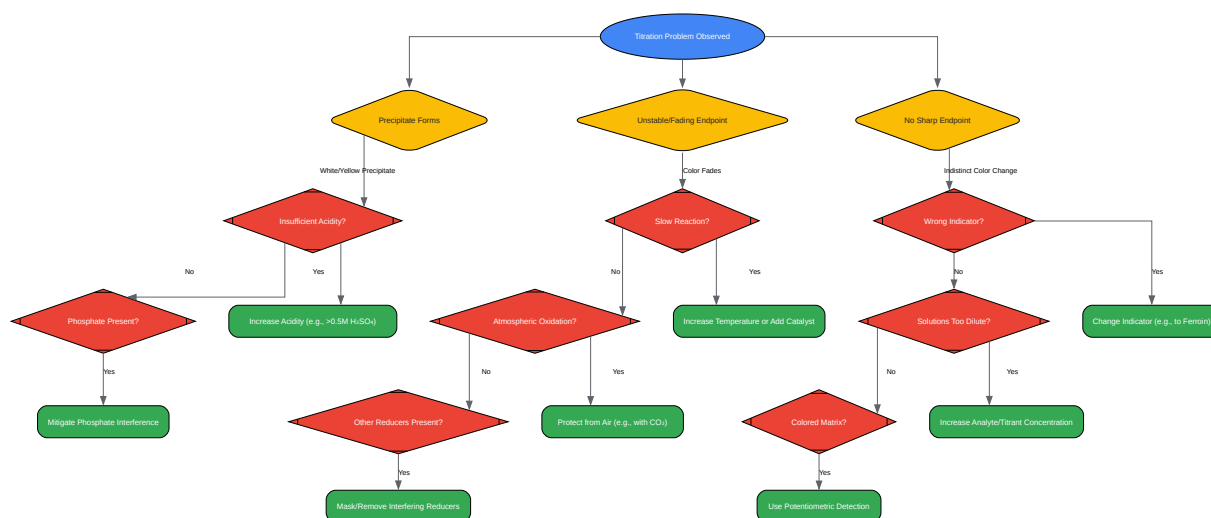 Titration Problem Observed
Precipitate Forms
Unstable/Fading Endpoint
No Sharp Endpoint
White/Yellow Precipitate
Color Fades
Indistinct Color Change
Insufficient Acidity?
Slow Reaction?
Wrong Indicator?
No
Yes
No
Yes
No
Yes
Phosphate Present?
Increase Acidity (e.g., >0.5M H₂SO₄)
Atmospheric Oxidation?
Increase Temperature or Add Catalyst
Solutions Too Dilute?
Change Indicator (e.g., to Ferroin)
Yes
No
Yes
No
Yes
Mitigate Phosphate Interference
Other Reducers Present?
Protect from Air (e.g., with CO₂)
Colored Matrix?
Increase Analyte/Titrant Concentration
Yes
Yes
Mask/Remove Interfering Reducers
Use Potentiometric Detection